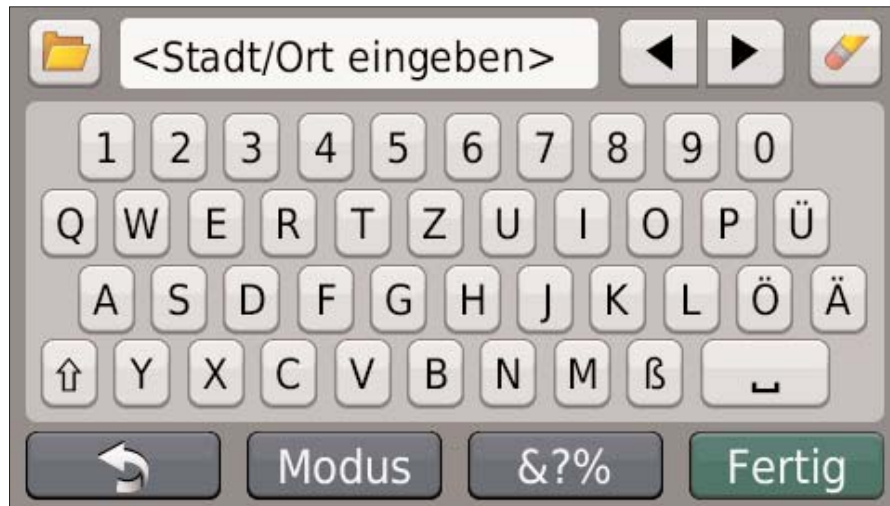 <Stadt/Ort eingeben>
1 2 3 4 5 6 7 8 9 0
Q W E R T Z U I O P Ü
A S D F G H J K L Ö Ä
Y X C V B N M ß
Modus &?% Fertig